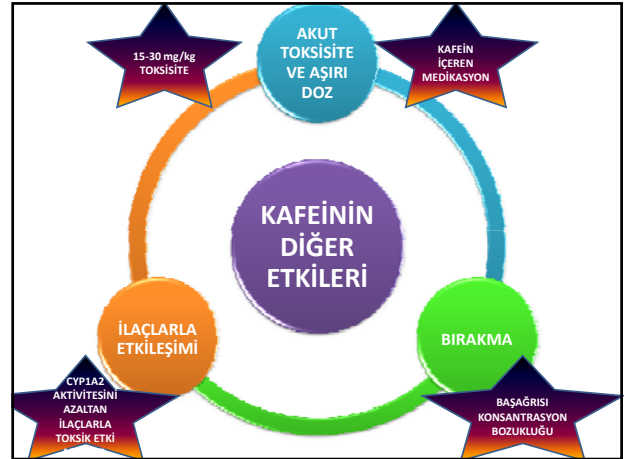 15-30 mg/kg
TOKSİSİTE
AKUT
TOKSİSİTE
VE AŞIRI
DOZ
KAFEİN
İÇEREN
MEDİKASYON
KAFEİNİN
DİĞER
ETKİLERİ
İLAÇLARLA
ETKİLEŞİMİ
BIRAKMA
CYP1A2
AKTİVİTESİNİ
AZALTAN
İLAÇLARLA
TOKSİK ETKİ
BAŞAĞRISI
KONSANTRASYON
BOZUKLUĞU